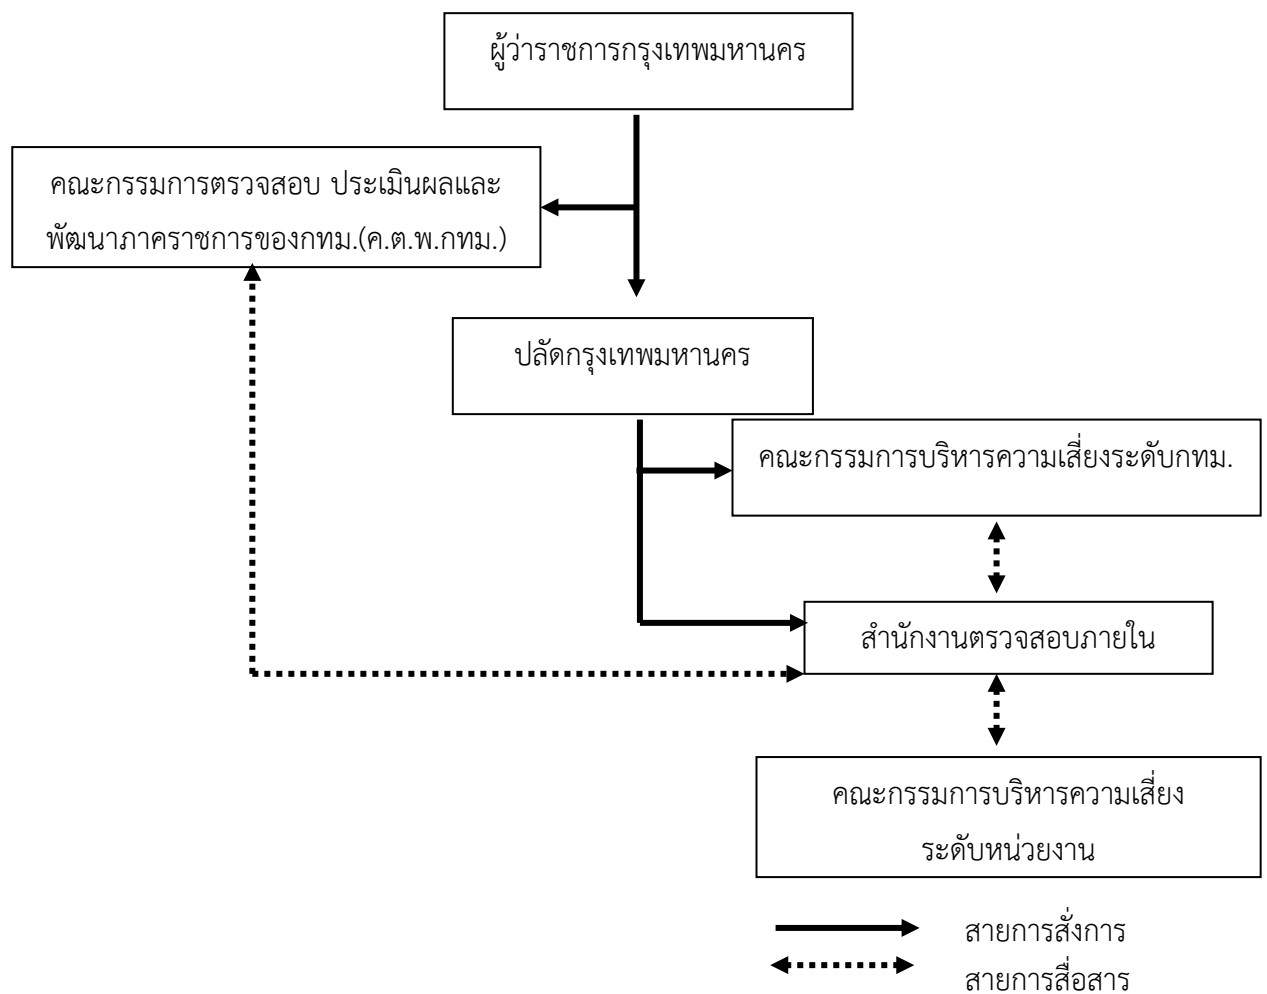 ผู้ว่าราชการกรุงเทพมหานคร
คณะกรรมการตรวจสอบ ประเมินผลและ
พัฒนาภาคราชการของกทม.(ค.ต.พ.กทม.)
ปลัดกรุงเทพมหานคร
คณะกรรมการบริหารความเสี่ยงระดับกทม.
สำนักงานตรวจสอบภายใน
คณะกรรมการบริหารความเสี่ยง
ระดับหน่วยงาน
สายการสั่งการ
สายการสื่อสาร